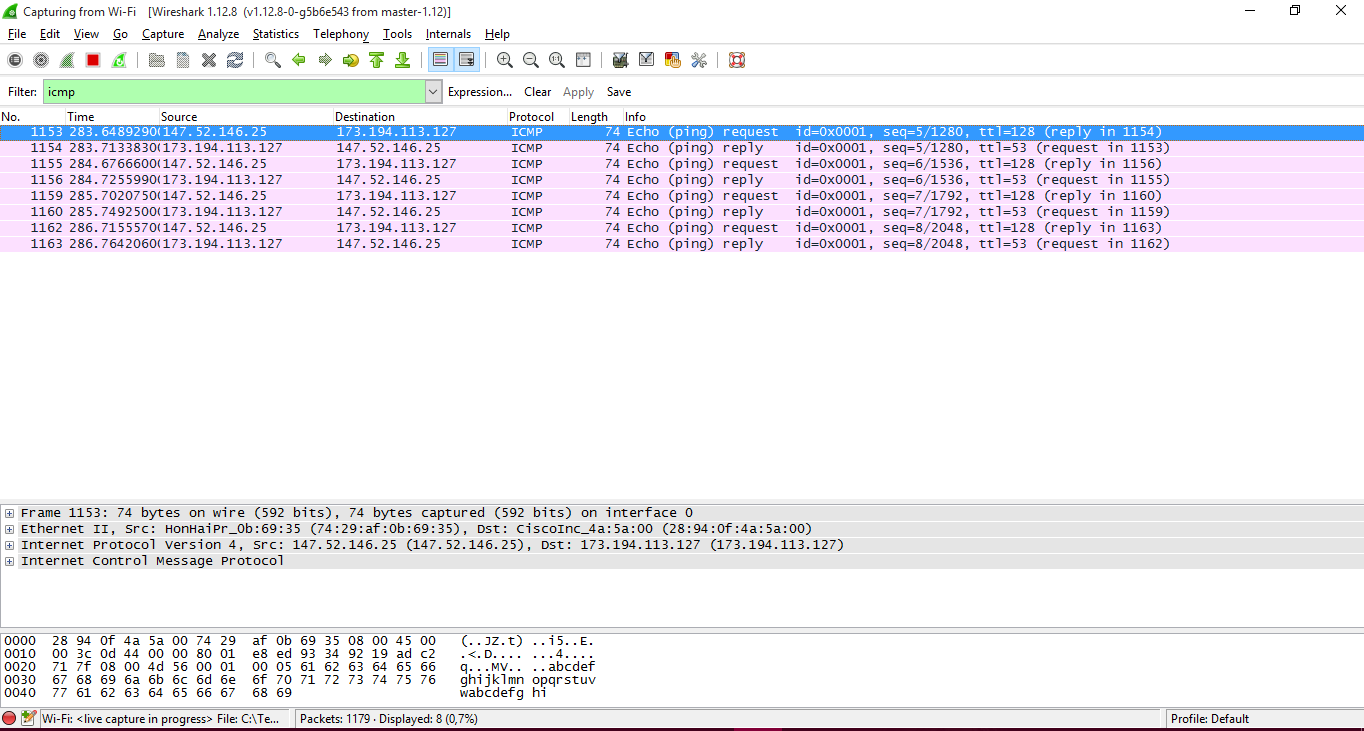 Capturing from Wi-Fi [Wireshark 1.12.8 (v1.12.8-0-g5b6e543 from master-1.12)]
File Edit View Go Capture Analyze Statistics Telephony Tools Internals Help
Filter: icmp Expression... Clear Apply Save
No. Time Source Destination Protocol Length Info
1153 283.64892900(147.52.146.25 173.194.113.127 ICMP 74 Echo (ping) request id=0x0001, seq=5/1280, ttl=128 (reply in 1154)
1154 283.71338300(173.194.113.127 147.52.146.25 ICMP 74 Echo (ping) reply id=0x0001, seq=5/1280, ttl=53 (request in 1153)
1155 284.67666000(147.52.146.25 173.194.113.127 ICMP 74 Echo (ping) request id=0x0001, seq=6/1536, ttl=128 (reply in 1156)
1156 284.72559900(173.194.113.127 147.52.146.25 ICMP 74 Echo (ping) reply id=0x0001, seq=6/1536, ttl=53 (request in 1155)
1159 285.70207500(147.52.146.25 173.194.113.127 ICMP 74 Echo (ping) request id=0x0001, seq=7/1792, ttl=128 (reply in 1160)
1160 285.74925000(173.194.113.127 147.52.146.25 ICMP 74 Echo (ping) reply id=0x0001, seq=7/1792, ttl=53 (request in 1159)
1162 286.71555700(147.52.146.25 173.194.113.127 ICMP 74 Echo (ping) request id=0x0001, seq=8/2048, ttl=128 (reply in 1163)
1163 286.76420600(173.194.113.127 147.52.146.25 ICMP 74 Echo (ping) reply id=0x0001, seq=8/2048, ttl=53 (request in 1162)
Frame 1153: 74 bytes on wire (592 bits), 74 bytes captured (592 bits) on interface 0
Ethernet II, Src: HonHaiPr_0b:69:35 (74:29:af:0b:69:35), Dst: CiscoInc_4a:5a:00 (28:94:0f:4a:5a:00)
Internet Protocol Version 4, Src: 147.52.146.25 (147.52.146.25), Dst: 173.194.113.127 (173.194.113.127)
Internet Control Message Protocol
0000 28 94 0f 4a 5a 00 74 29 af 0b 69 35 08 00 45 00 (..JZ.t) ..i5..E.
0010 00 3c 0d 44 00 00 80 01 e8 ed 93 34 92 19 ad c2 .<.D.... ...4....
0020 71 7f 08 00 4d 56 00 01 00 05 61 62 63 64 65 66 q...MV.. ..abcdef
0030 67 68 69 6a 6b 6c 6d 6e 6f 70 71 72 73 74 75 76 ghijklmn opqrstuv
0040 77 61 62 63 64 65 66 67 68 69 wabcdefg hi
Wi-Fi: <live capture in progress> File: C:\Te... Packets: 1179 · Displayed: 8 (0,7%) Profile: Default